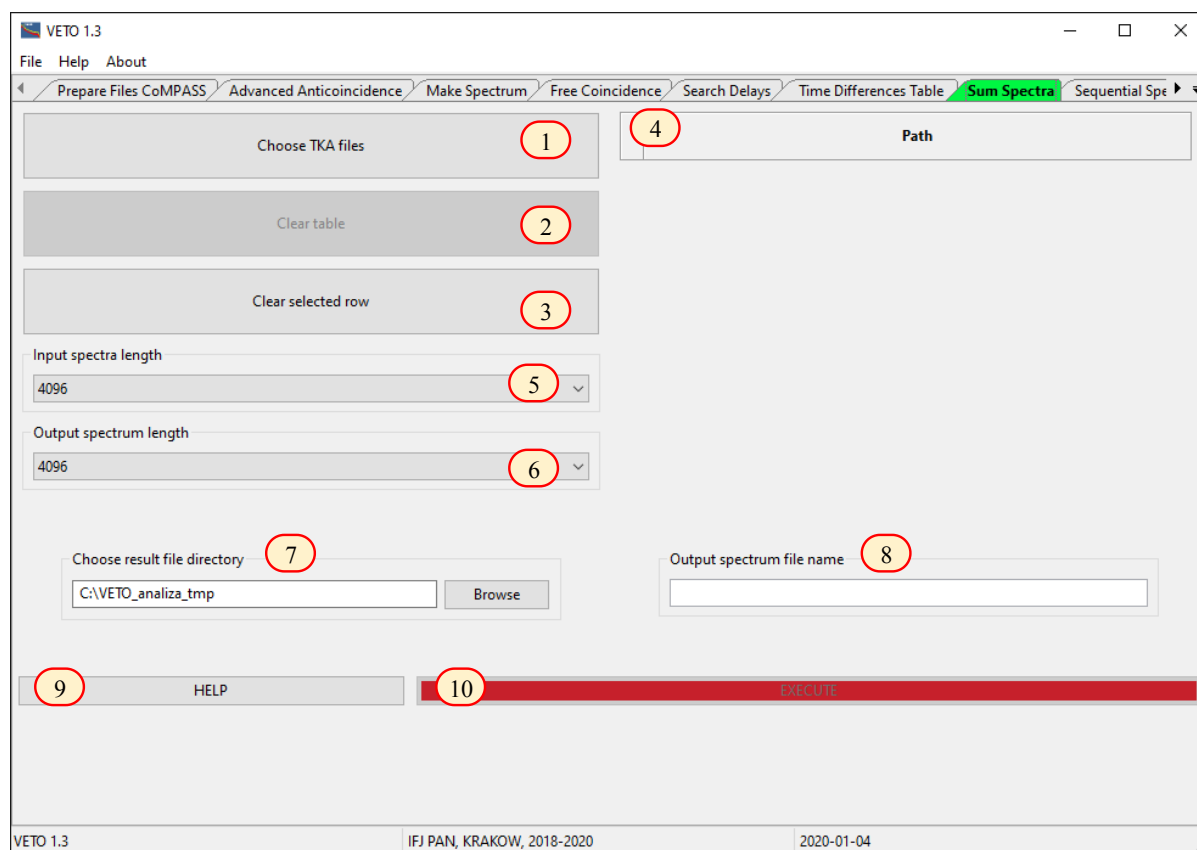 VETO 1.3
File Help About
Prepare Files CoMPASS Advanced Anticoincidence Make Spectrum Free Coincidence Search Delays Time Differences Table Sum Spectra Sequential Spe
Choose TKA files 1
4 Path
Clear table 2
Clear selected row 3
Input spectra length
4096 5
Output spectrum length
4096 6
Choose result file directory 7
C:\VETO_analiza_tmp Browse
Output spectrum file name 8
9 HELP
10 EXECUTE
VETO 1.3 IFJ PAN, KRAKOW, 2018-2020 2020-01-04